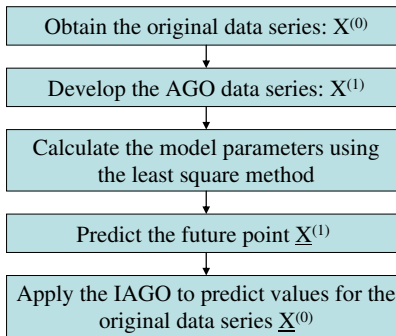 Obtain the original data series: X⁽⁰⁾
Develop the AGO data series: X⁽¹⁾
Calculate the model parameters using
the least square method
Predict the future point X̲⁽¹⁾
Apply the IAGO to predict values for the
original data series X̲⁽⁰⁾